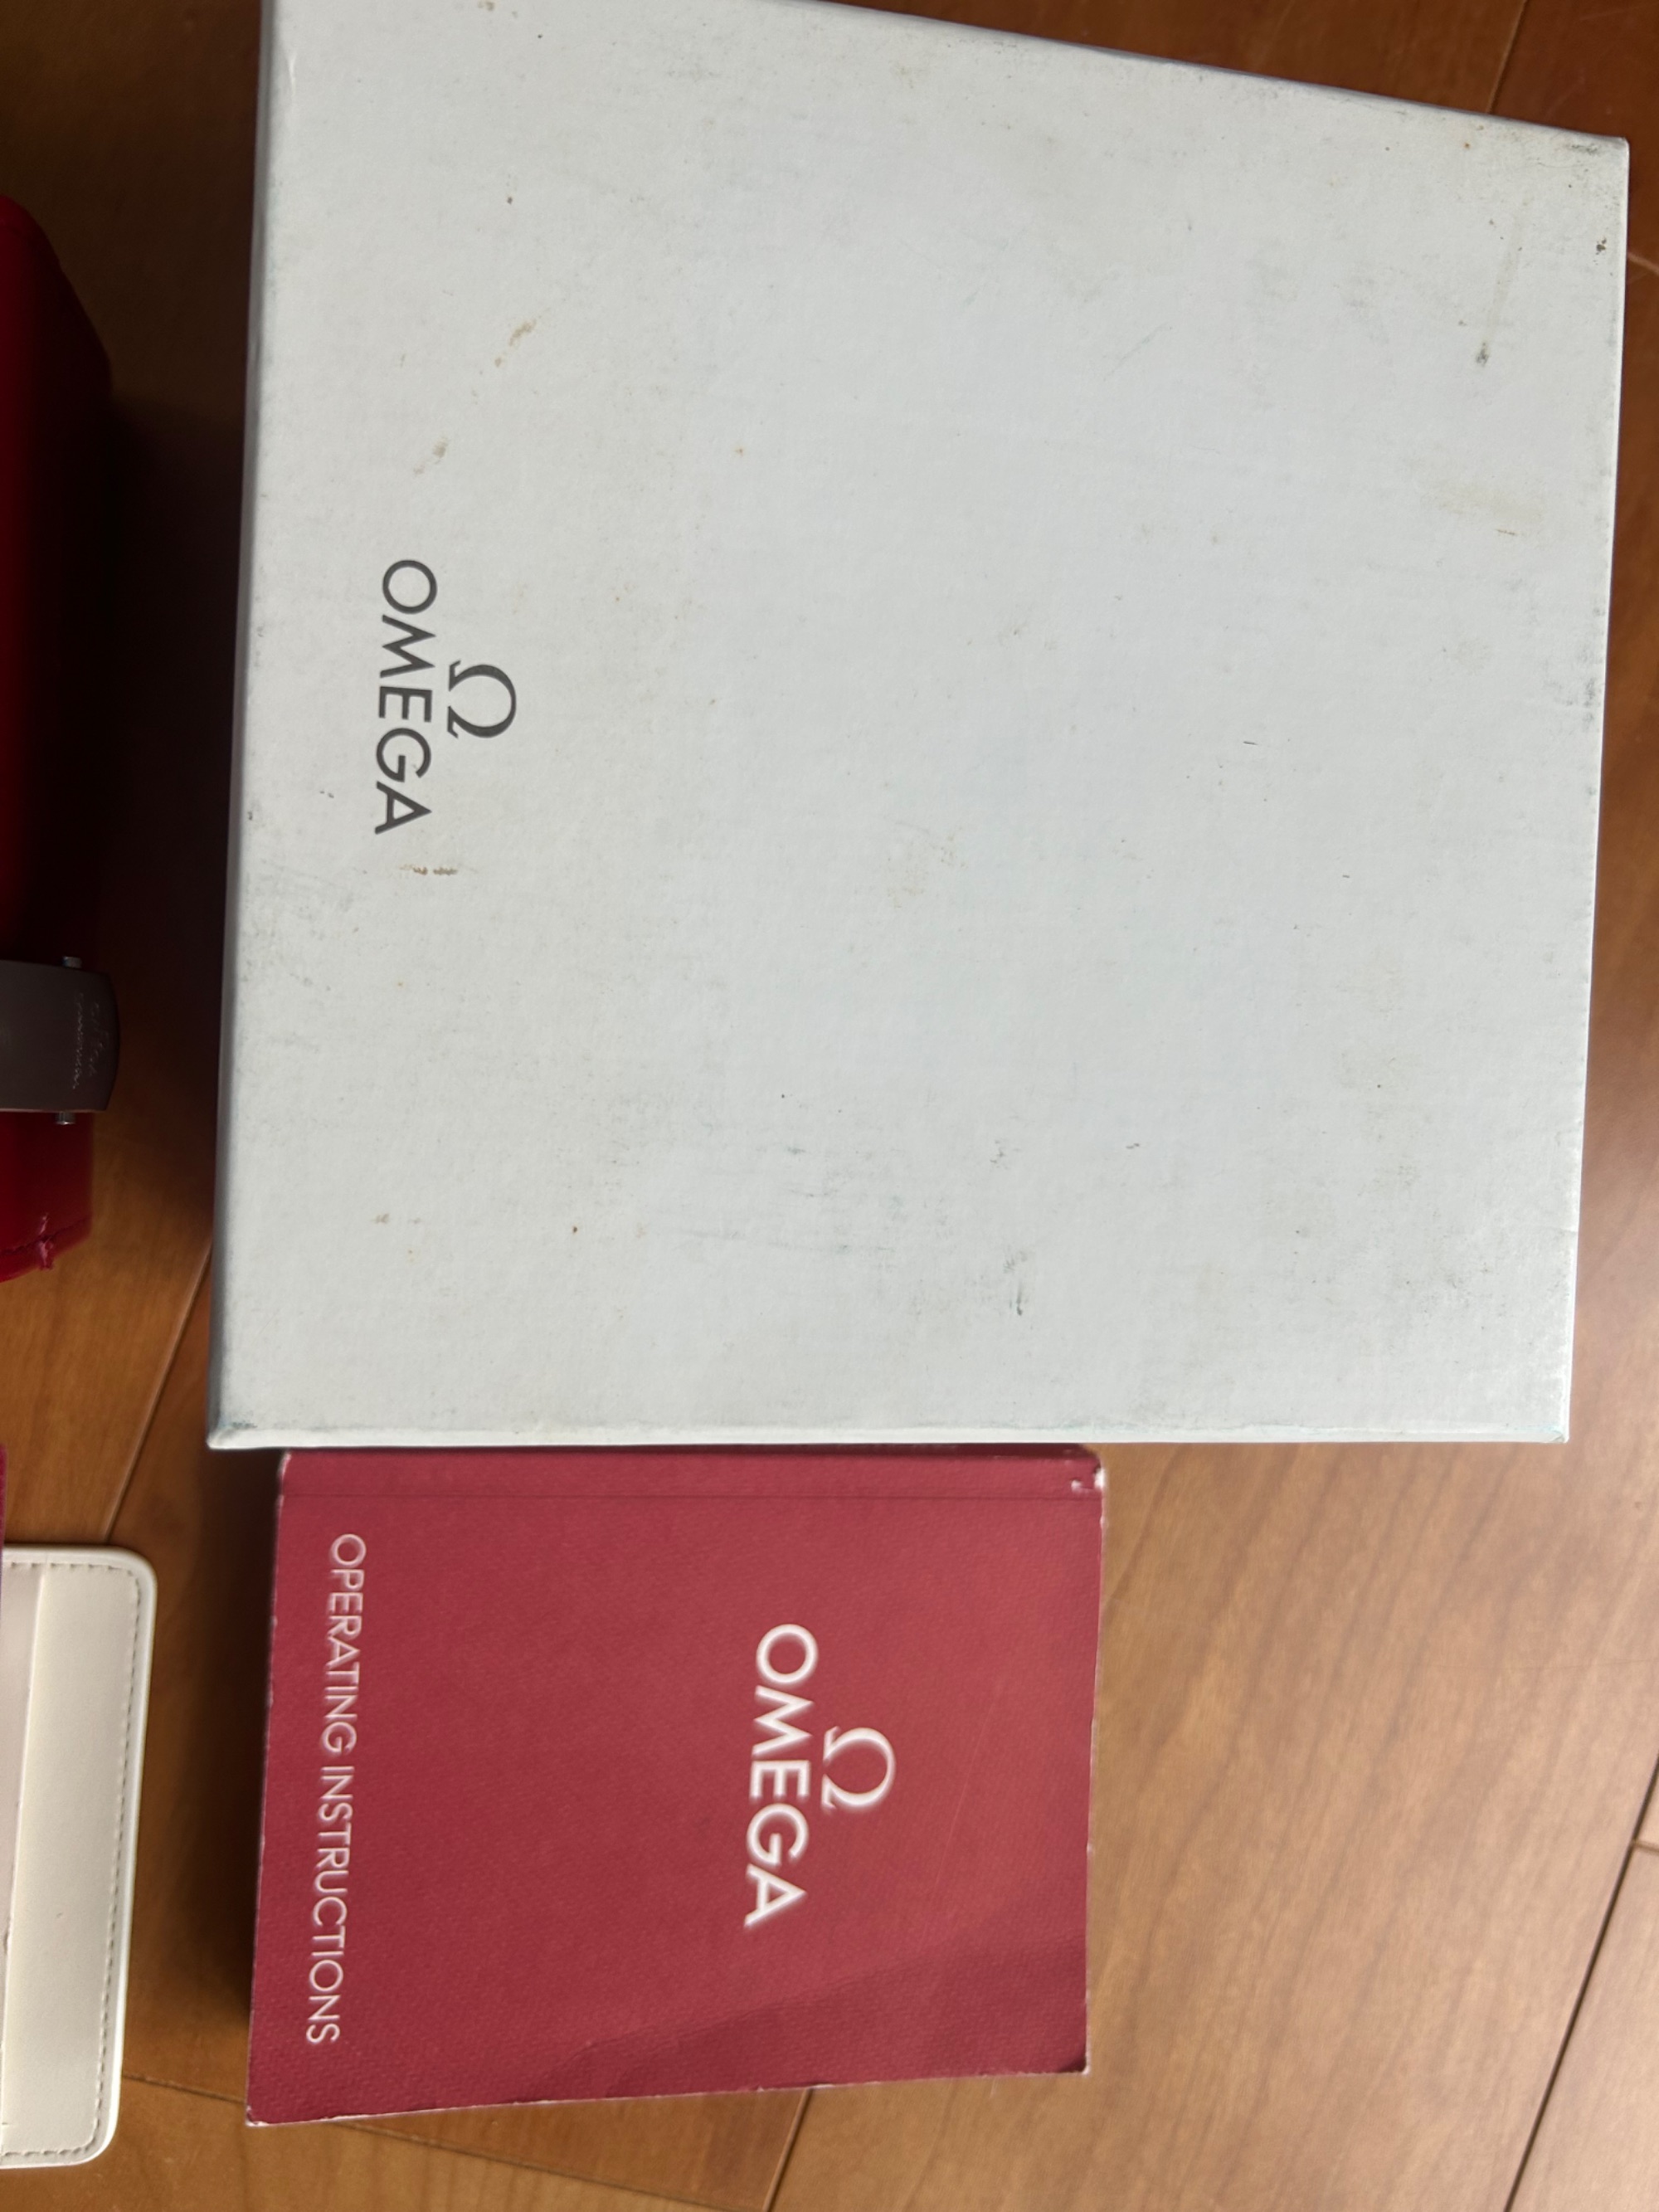 Ω
OMEGA
Ω
OMEGA
OPERATING INSTRUCTIONS